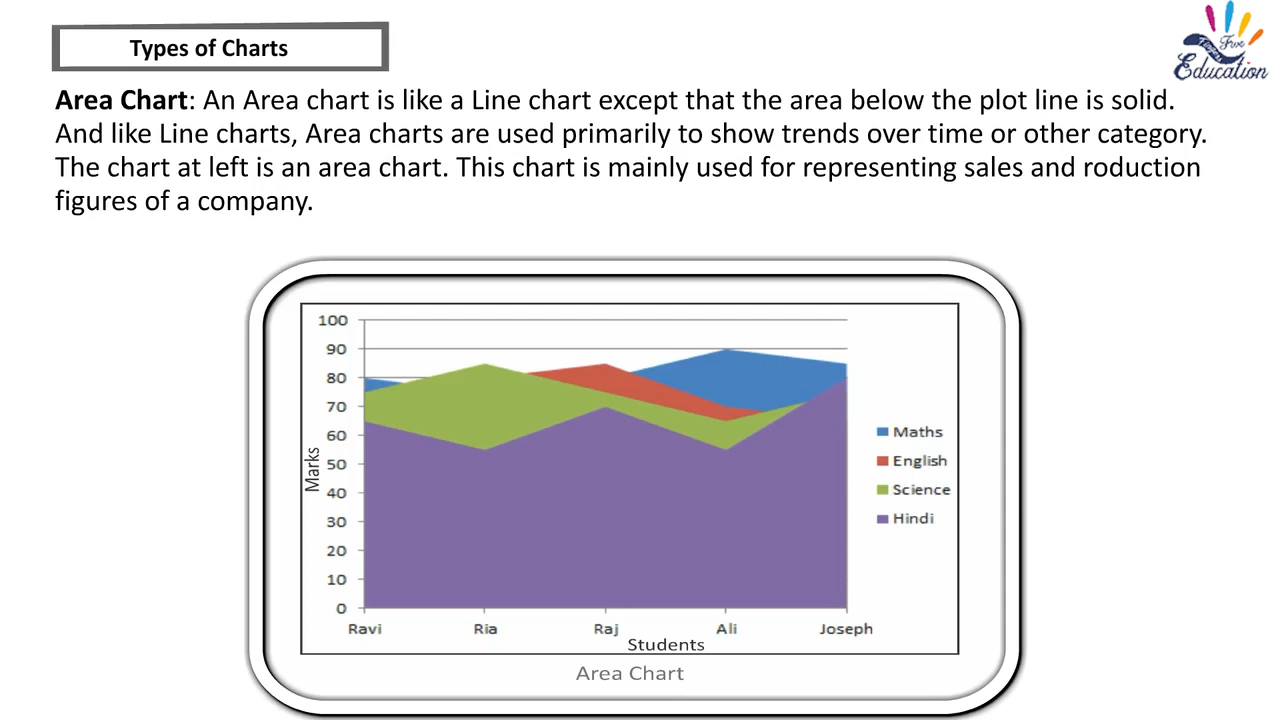 Types of Charts
Five
Fingers
Education
Area Chart: An Area chart is like a Line chart except that the area below the plot line is solid.
And like Line charts, Area charts are used primarily to show trends over time or other category.
The chart at left is an area chart. This chart is mainly used for representing sales and roduction
figures of a company.
100
90
80
70
60
50
40
30
20
10
0
Marks
Maths
English
Science
Hindi
Ravi Ria Raj Ali Joseph
Students
Area Chart